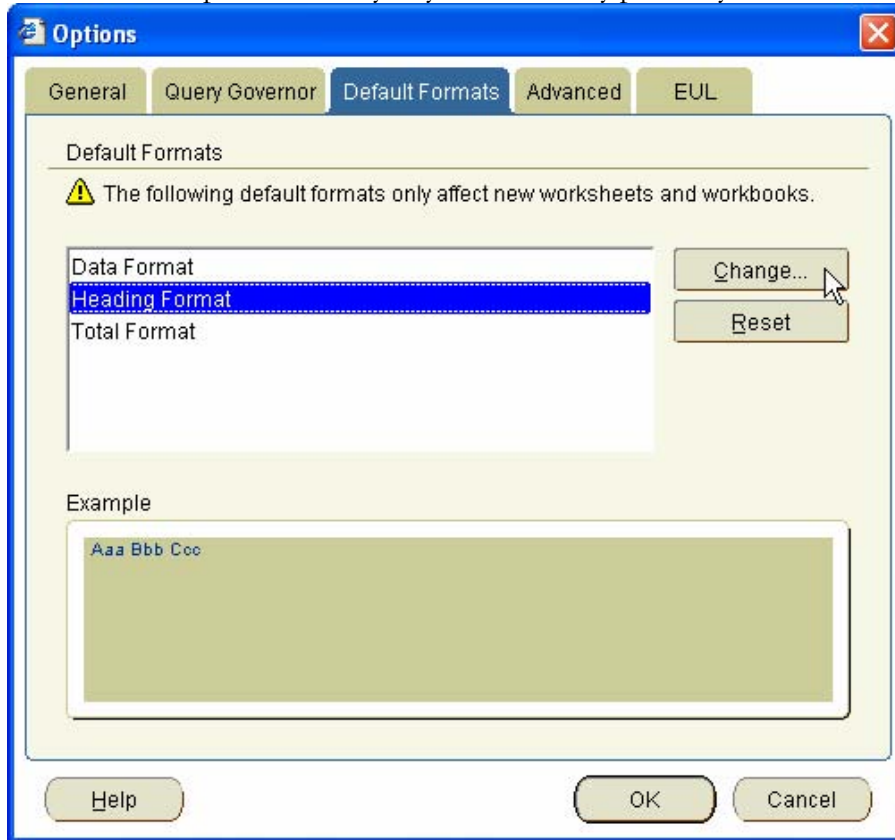 Options
General Query Governor Default Formats Advanced EUL
Default Formats
The following default formats only affect new worksheets and workbooks.
Data Format
Heading Format
Total Format
Change...
Reset
Example
Aaa Bbb Ccc
Help OK Cancel